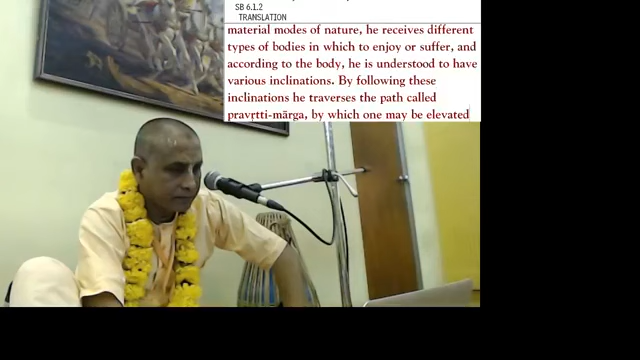 SB 6.1.2
TRANSLATION
material modes of nature, he receives different
types of bodies in which to enjoy or suffer, and
according to the body, he is understood to have
various inclinations. By following these
inclinations he traverses the path called
pravṛtti-mārga, by which one may be elevated